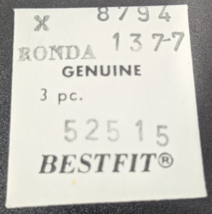 X 8794
RONDA 137-7
GENUINE
3 pc.
52515
BESTFIT®